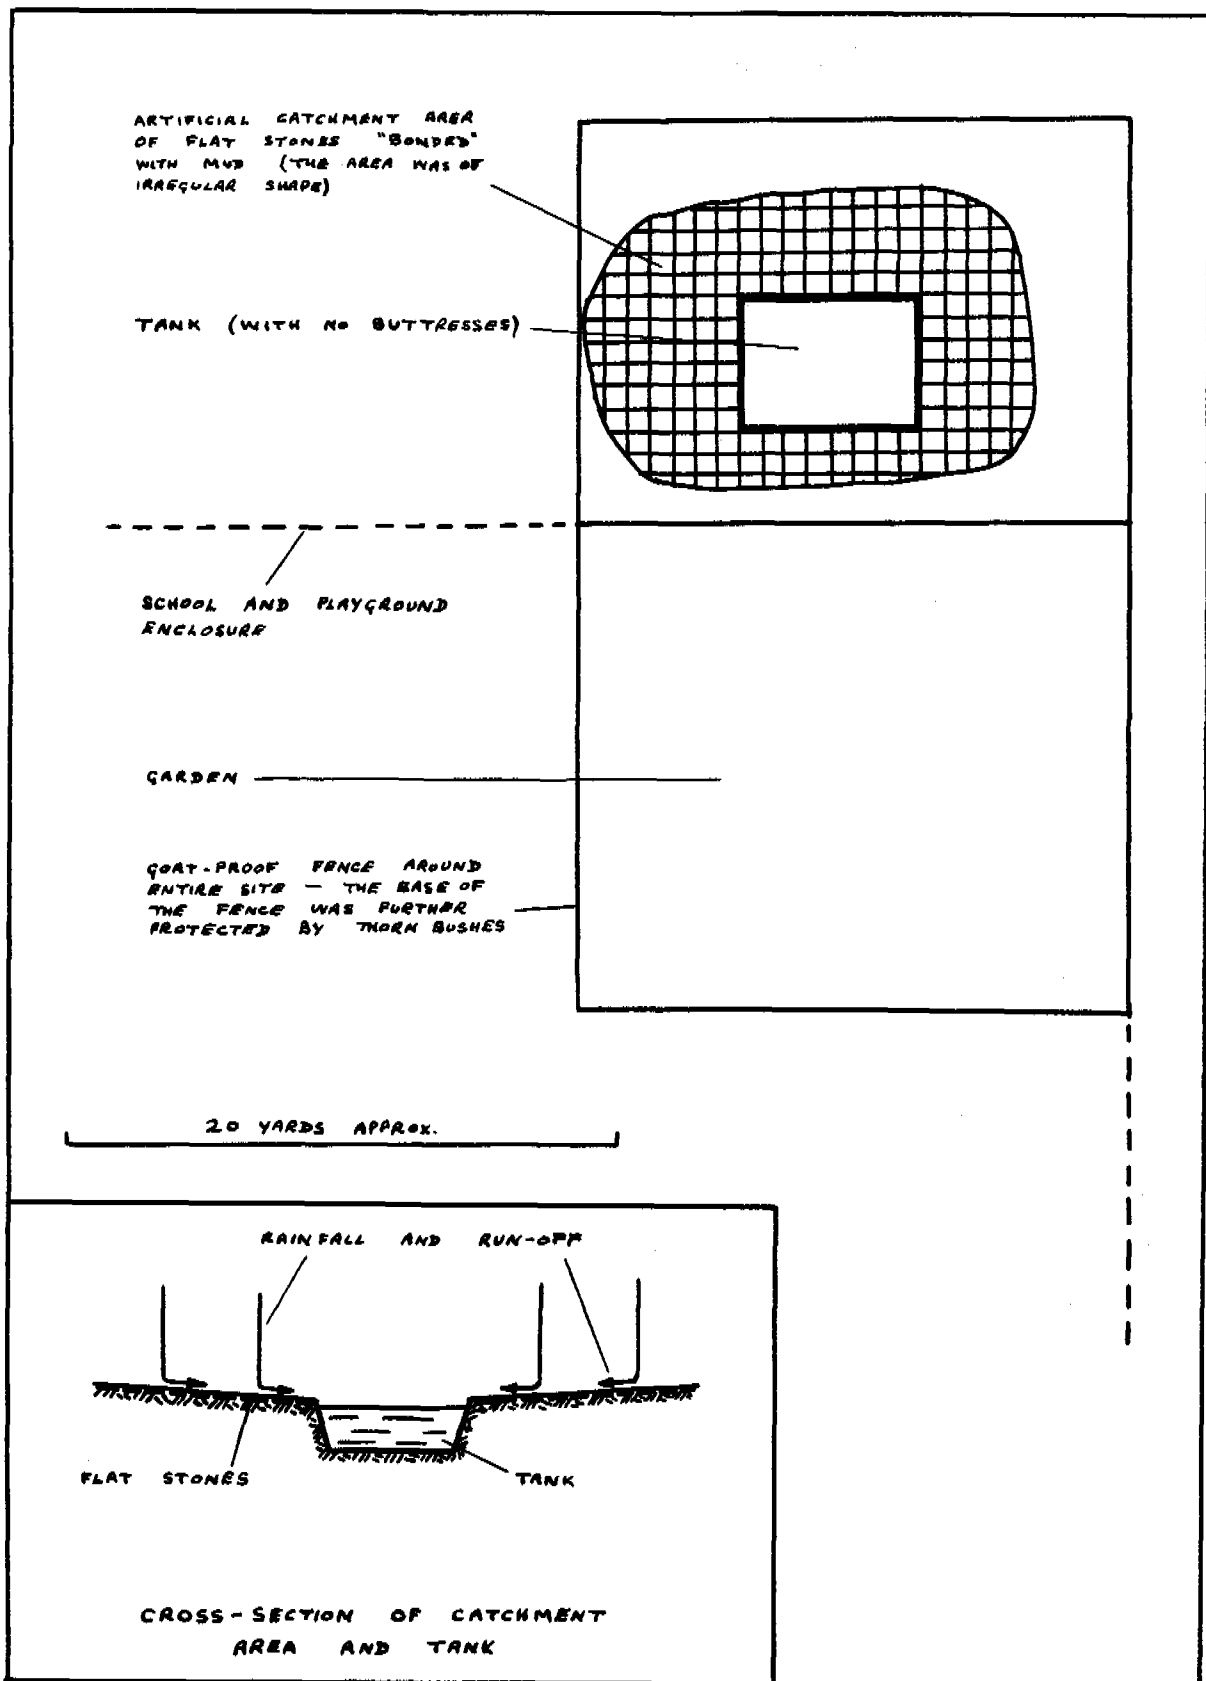 ARTIFICIAL CATCHMENT AREA
OF FLAT STONES "BONDED"
WITH MUD (THE AREA WAS OF
IRREGULAR SHAPE)
TANK (WITH NO BUTTRESSES)
SCHOOL AND PLAYGROUND
ENCLOSURE
GARDEN
GOAT-PROOF FENCE AROUND
ENTIRE SITE — THE BASE OF
THE FENCE WAS FURTHER
PROTECTED BY THORN BUSHES
20 YARDS APPROX.
RAINFALL AND RUN-OFF
FLAT STONES
TANK
CROSS-SECTION OF CATCHMENT
AREA AND TANK